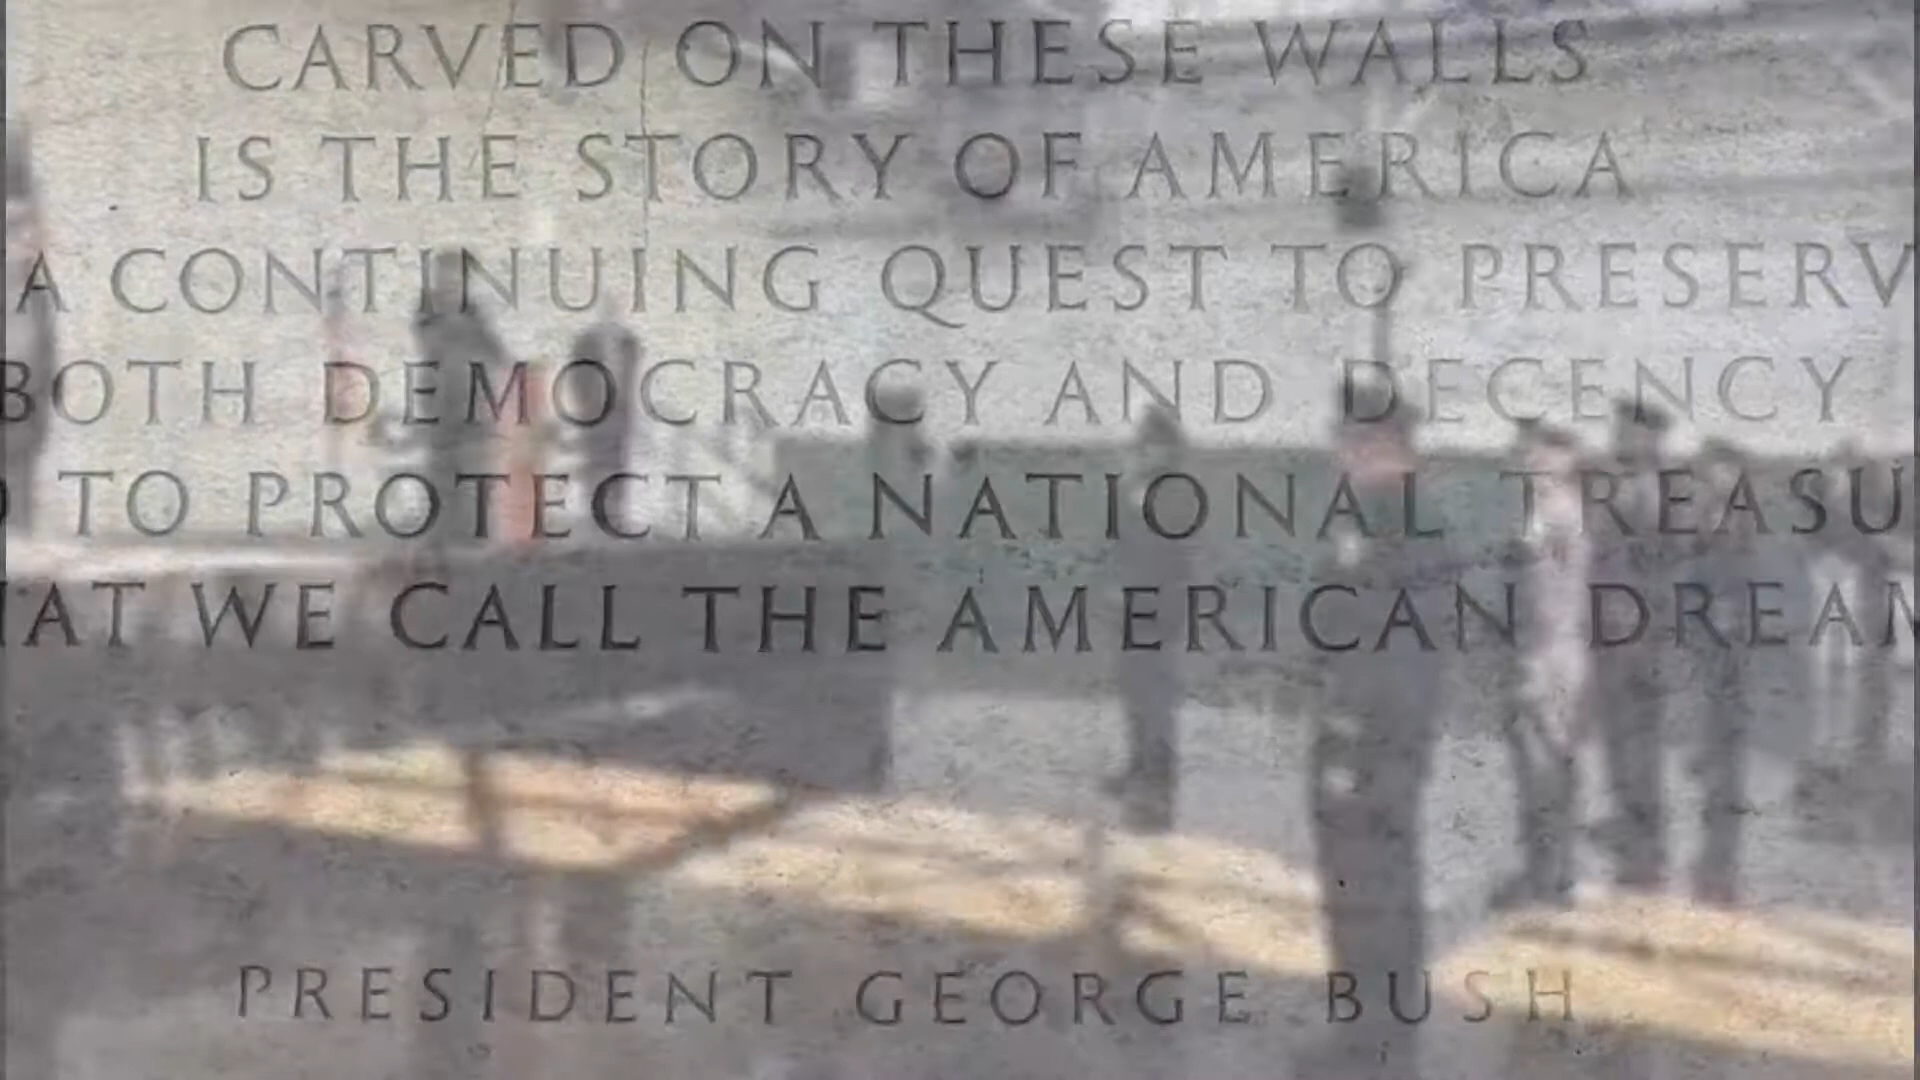 CARVED ON THESE WALLS
IS THE STORY OF AMERICA
A CONTINUING QUEST TO PRESERV
BOTH DEMOCRACY AND DECENCY
TO PROTECT A NATIONAL TREASU
AT WE CALL THE AMERICAN DREAM
PRESIDENT GEORGE BUSH